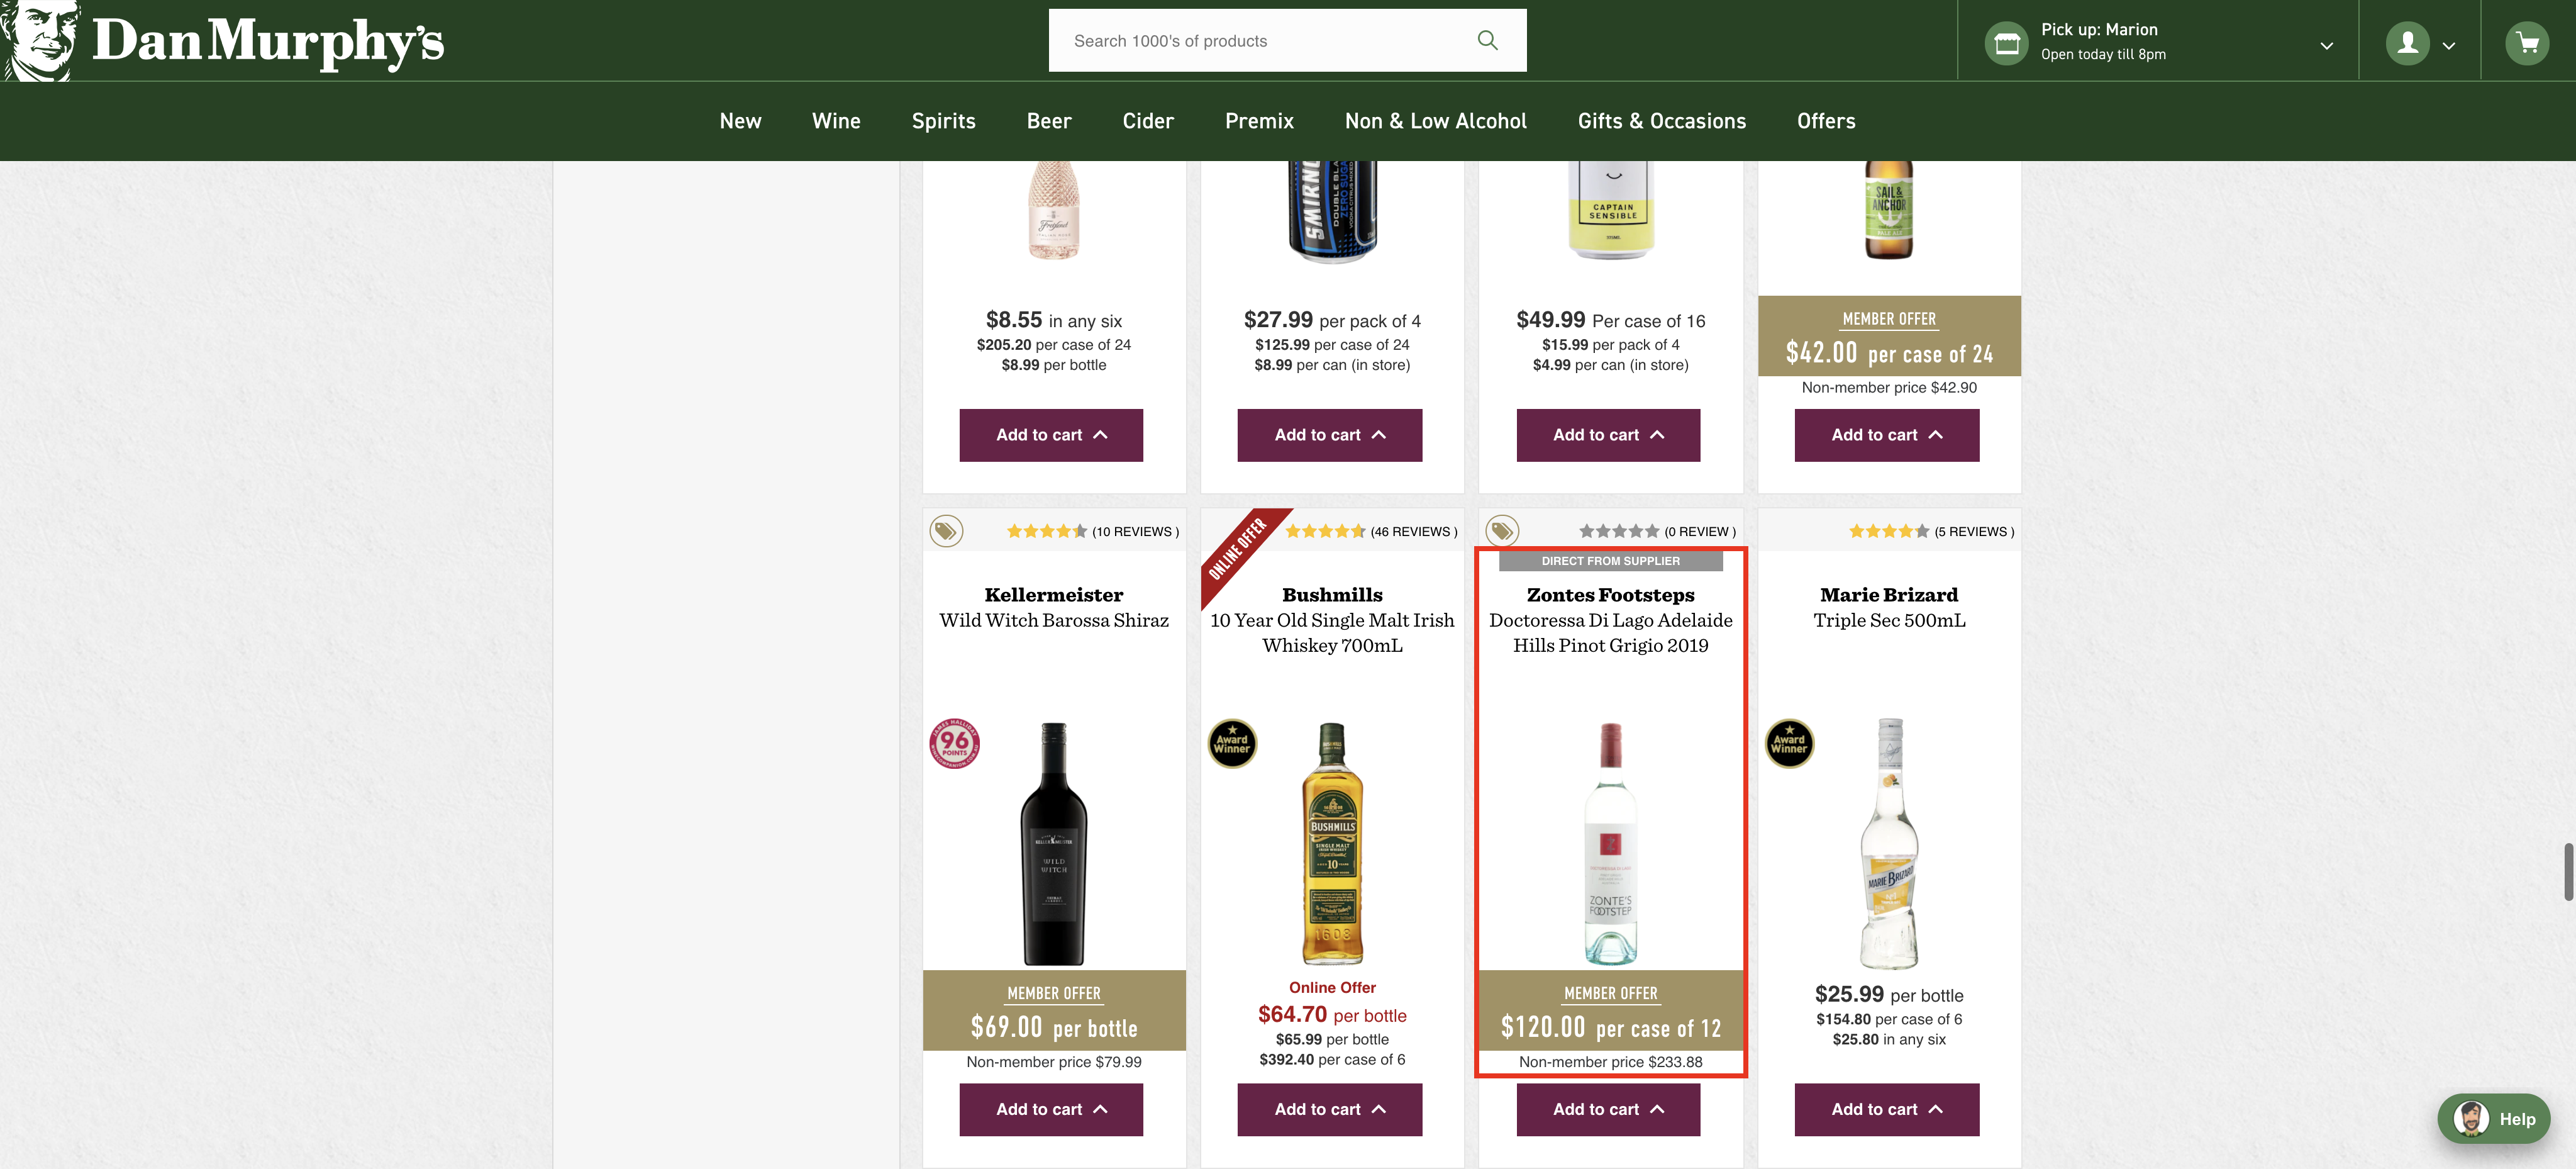 Dan Murphy's
Search 1000's of products
Pick up: Marion
Open today till 8pm
New Wine Spirits Beer Cider Premix Non & Low Alcohol Gifts & Occasions Offers
Freixenet
SMIRNOFF
DOUBLE BLACK
ZERO SUGAR
CAPTAIN
SENSIBLE
SAIL &
ANCHOR
$8.55 in any six
$205.20 per case of 24
$8.99 per bottle
Add to cart
$27.99 per pack of 4
$125.99 per case of 24
$8.99 per can (in store)
Add to cart
$49.99 Per case of 16
$15.99 per pack of 4
$4.99 per can (in store)
Add to cart
MEMBER OFFER
$42.00 per case of 24
Non-member price $42.90
Add to cart
(10 REVIEWS )
Kellermeister
Wild Witch Barossa Shiraz
96
POINTS
WILD
WITCH
MEMBER OFFER
$69.00 per bottle
Non-member price $79.99
Add to cart
ONLINE OFFER
(46 REVIEWS )
Bushmills
10 Year Old Single Malt Irish
Whiskey 700mL
Award
Winner
BUSHMILLS
SINGLE MALT
10
1608
Online Offer
$64.70 per bottle
$65.99 per bottle
$392.40 per case of 6
Add to cart
(0 REVIEW )
DIRECT FROM SUPPLIER
Zontes Footsteps
Doctoressa Di Lago Adelaide
Hills Pinot Grigio 2019
ZONTE'S
FOOTSTEP
MEMBER OFFER
$120.00 per case of 12
Non-member price $233.88
Add to cart
(5 REVIEWS )
Marie Brizard
Triple Sec 500mL
Award
Winner
MARIE BRIZARD
$25.99 per bottle
$154.80 per case of 6
$25.80 in any six
Add to cart
Help